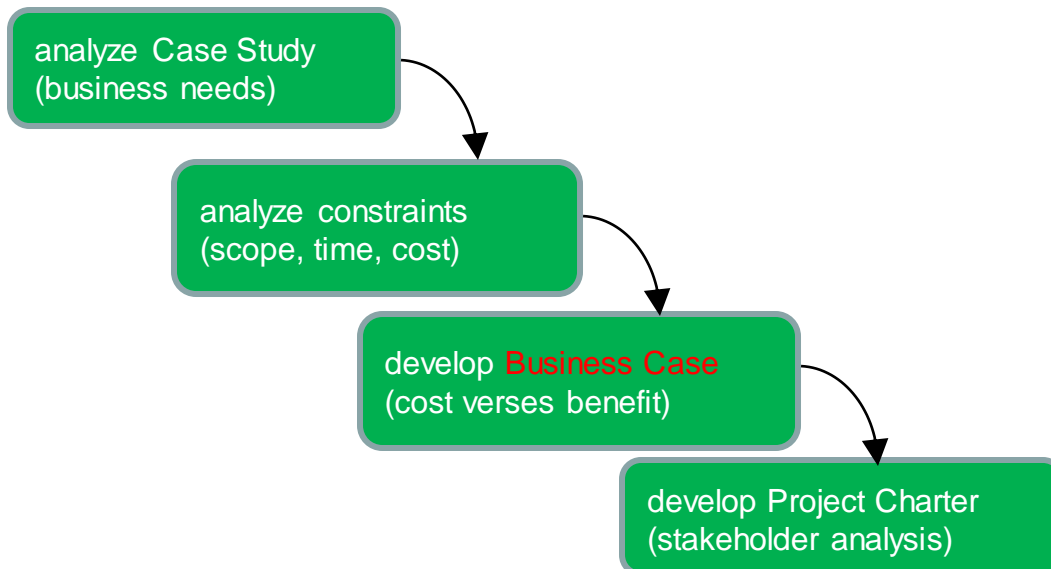 analyze Case Study
(business needs)
analyze constraints
(scope, time, cost)
develop Business Case
(cost verses benefit)
develop Project Charter
(stakeholder analysis)